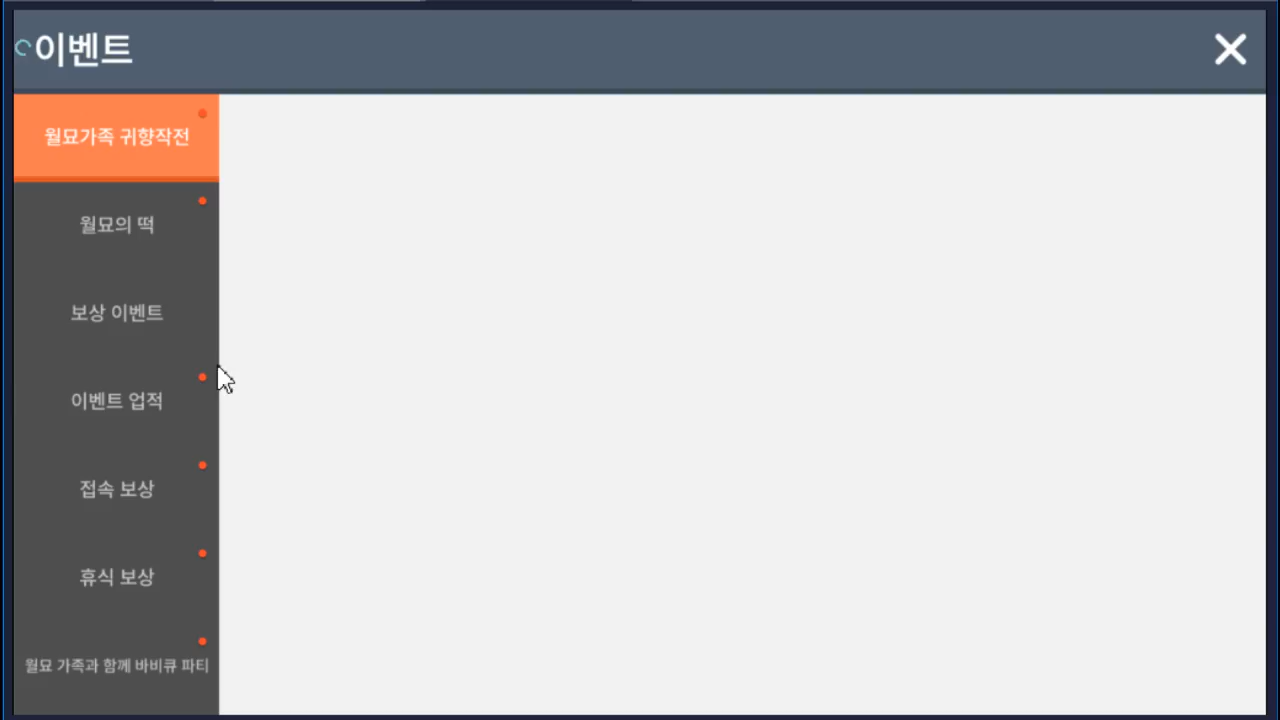 이벤트
월묘가족 귀향작전
월묘의 떡
보상 이벤트
이벤트 업적
접속 보상
휴식 보상
월묘 가족과 함께 바비큐 파티